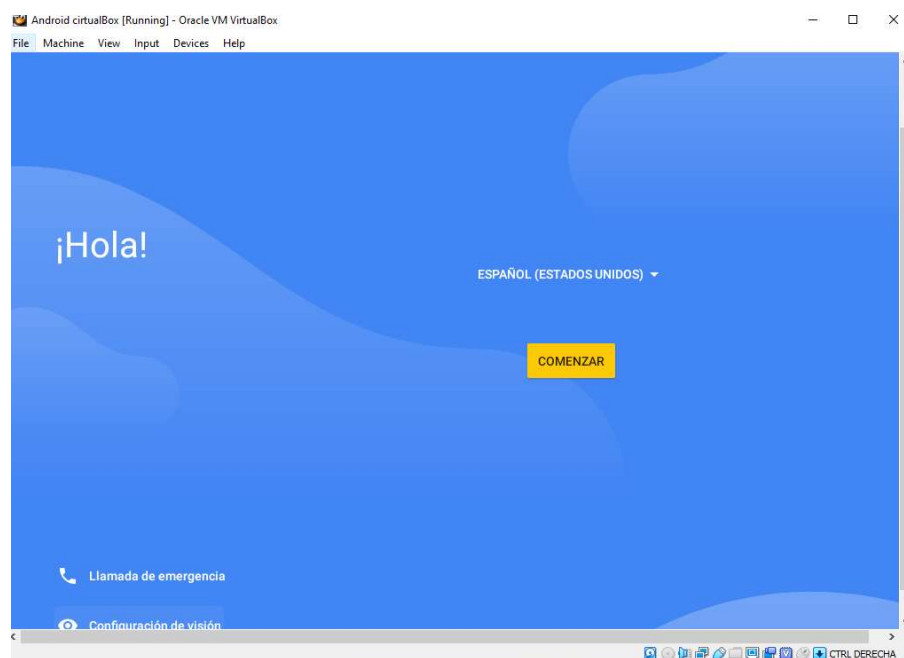 Android cirtualBox [Running] - Oracle VM VirtualBox
File Machine View Input Devices Help
¡Hola!
ESPAÑOL (ESTADOS UNIDOS)
COMENZAR
Llamada de emergencia
Configuración de visión
CTRL DERECHA